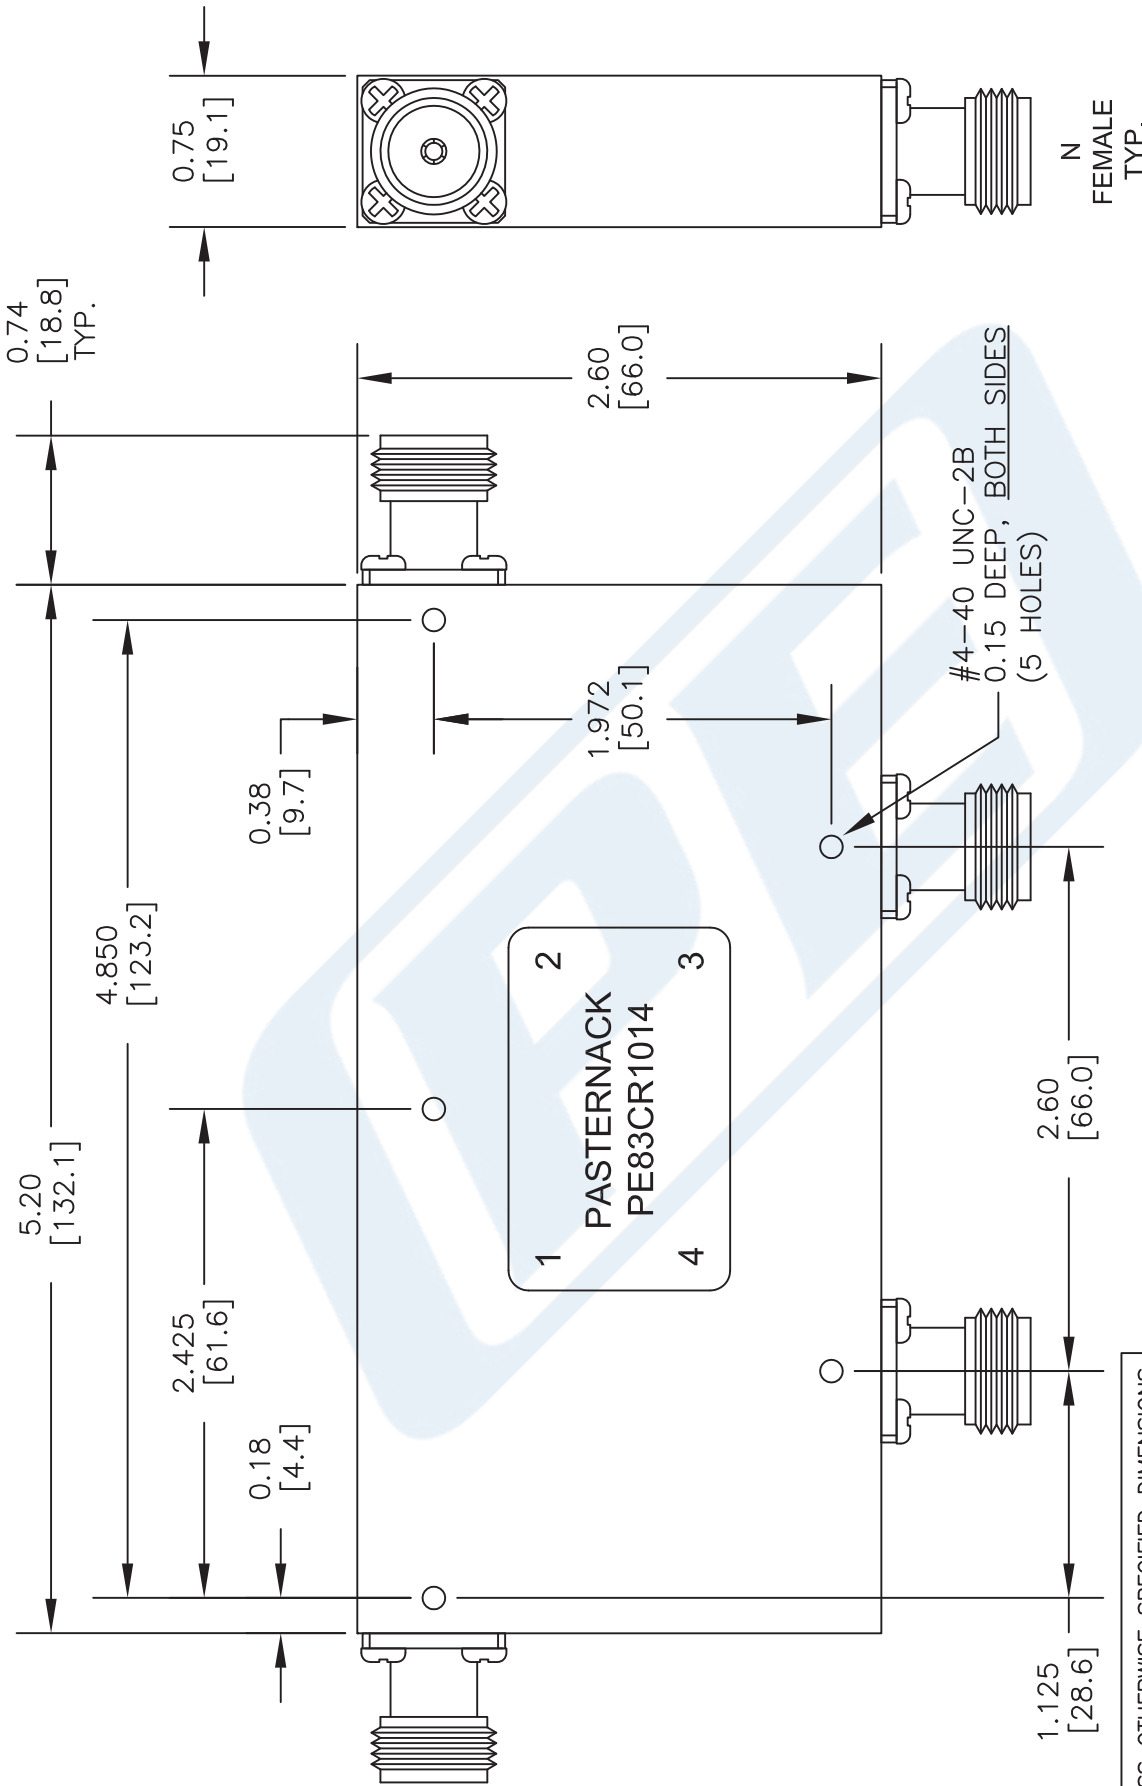 5.20
[132.1]
4.850
[123.2]
2.425
[61.6]
0.18
[4.4]
0.74
[18.8]
TYP.
0.75
[19.1]
0.38
[9.7]
1.972
[50.1]
2.60
[66.0]
1 2
PASTERNACK
PE83CR1014
4 3
#4-40 UNC-2B
0.15 DEEP, BOTH SIDES
(5 HOLES)
N
FEMALE
TYP.
1.125
[28.6]
2.60
[66.0]
OTHERWISE SPECIFIED DIMENSIONS